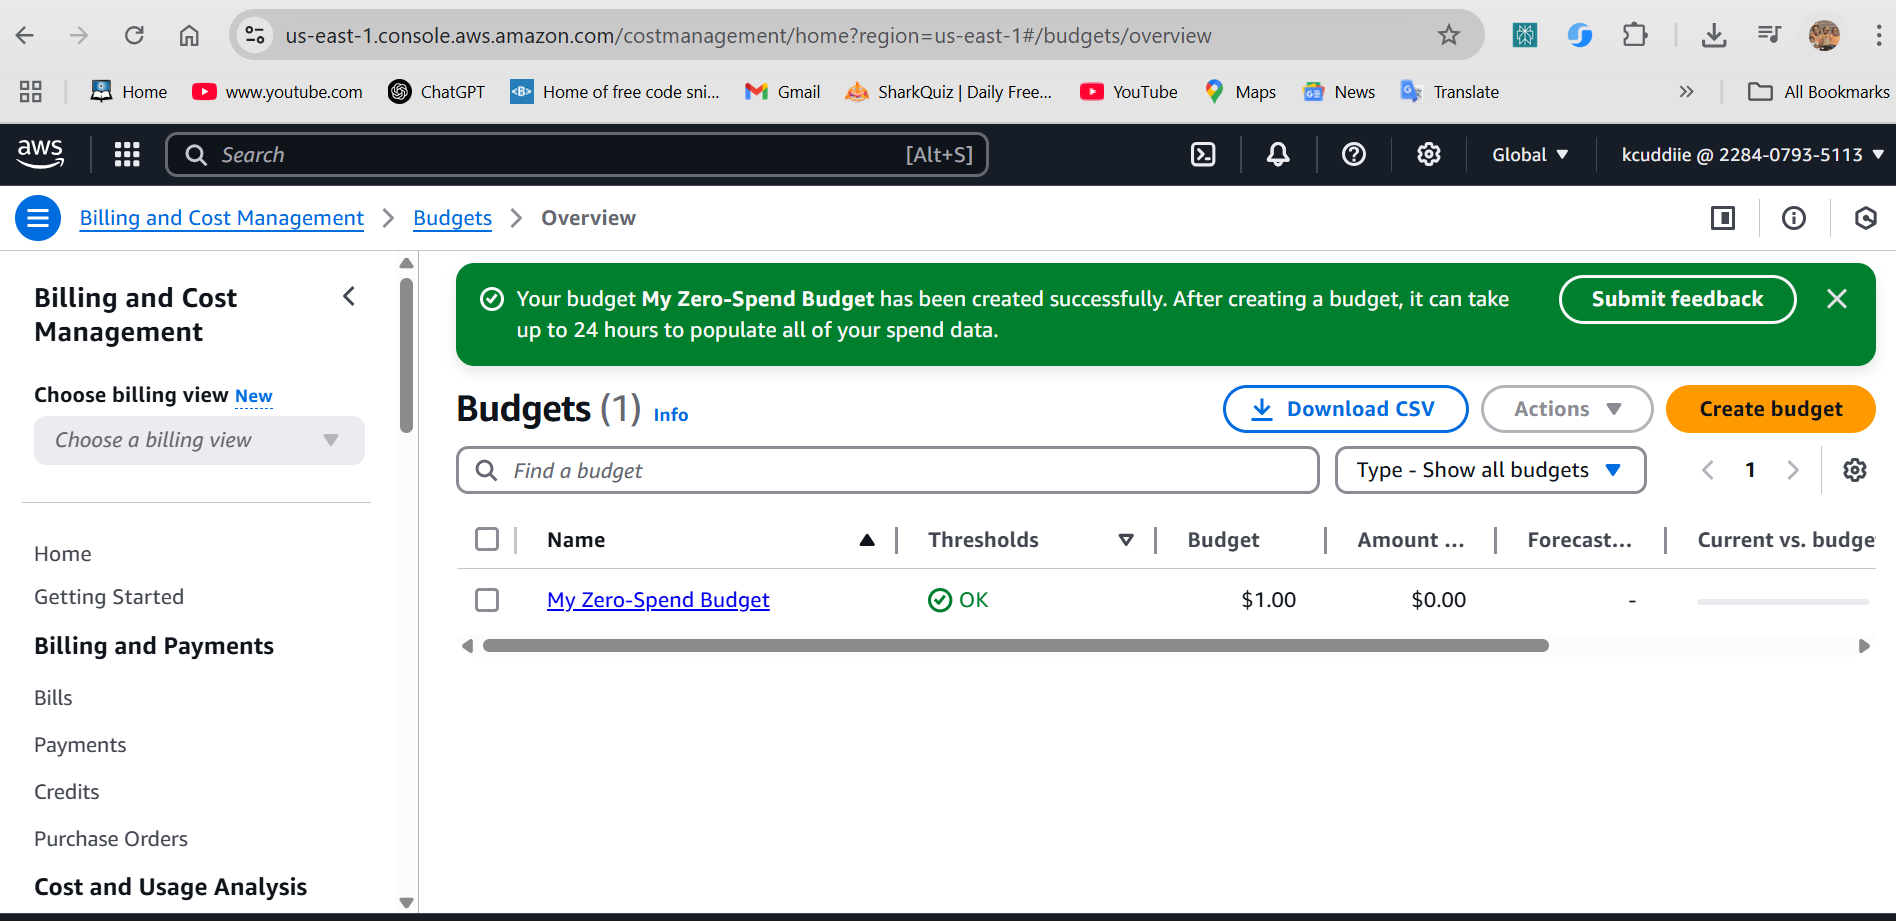 us-east-1.console.aws.amazon.com/costmanagement/home?region=us-east-1#/budgets/overview
Home www.youtube.com ChatGPT <B> Home of free code sni... Gmail SharkQuiz | Daily Free... YouTube Maps News Translate » All Bookmarks
aws Search [Alt+S] Global kcuddiie @ 2284-0793-5113
Billing and Cost Management Budgets Overview
Billing and Cost
Management
Choose billing view New
Choose a billing view
Home
Getting Started
Billing and Payments
Bills
Payments
Credits
Purchase Orders
Cost and Usage Analysis
Your budget My Zero-Spend Budget has been created successfully. After creating a budget, it can take
up to 24 hours to populate all of your spend data.
Submit feedback
Budgets (1) Info Download CSV Actions Create budget
Find a budget Type - Show all budgets 1
Name Thresholds Budget Amount ... Forecast... Current vs. budge
My Zero-Spend Budget OK $1.00 $0.00 -